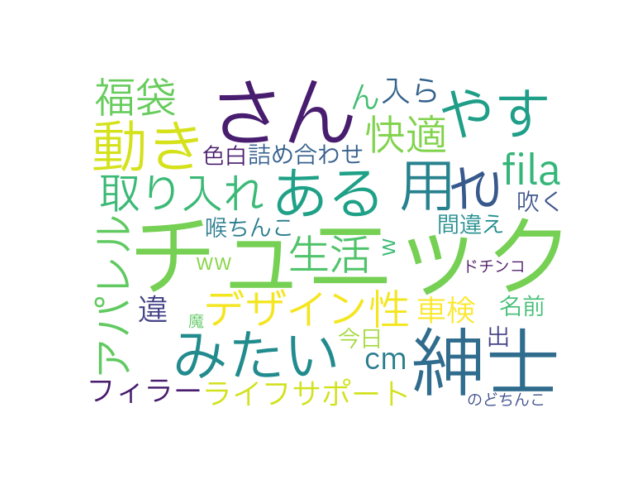 福袋
さん
ん
入ら
やす
動き
色白
詰め合わせ
快適
fila
取り入れ
ある
用
れ
吹く
アパレル
チュニック
喉ちんこ
生活
w
間違え
ww
ドチンコ
違
魔
デザイン性
車検
名前
みたい
今日
cm
紳士
出
フィラー
ライフサポート
のどちんこ